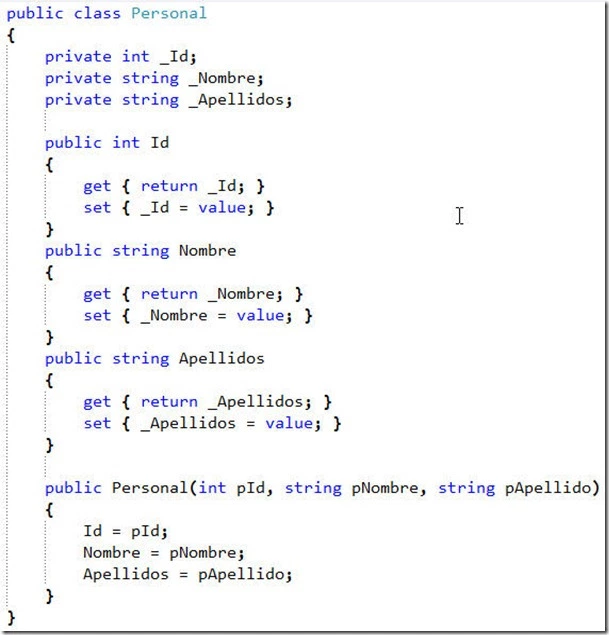 public class Personal
{
private int _Id;
private string _Nombre;
private string _Apellidos;
public int Id
{
get { return _Id; }
set { _Id = value; }
}
public string Nombre
{
get { return _Nombre; }
set { _Nombre = value; }
}
public string Apellidos
{
get { return _Apellidos; }
set { _Apellidos = value; }
}
public Personal(int pId, string pNombre, string pApellido)
{
Id = pId;
Nombre = pNombre;
Apellidos = pApellido;
}
}